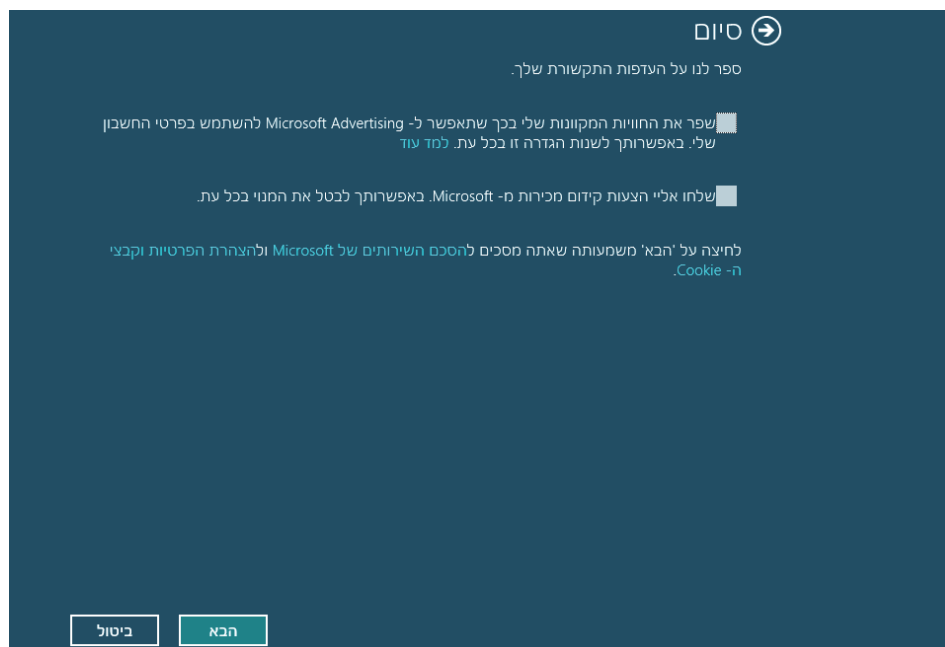 סיום
ספר לנו על העדפות התקשורת שלך.
שפר את החוויות המקוונות שלי בכך שתאפשר ל- Microsoft Advertising להשתמש בפרטי החשבון
שלי. באפשרותך לשנות הגדרה זו בכל עת. למד עוד
שלחו אליי הצעות קידום מכירות מ- Microsoft. באפשרותך לבטל את המנוי בכל עת.
לחיצה על 'הבא' משמעותה שאתה מסכים להסכם השירותים של Microsoft ולהצהרת הפרטיות וקבצי
ה- Cookie.
הבא
ביטול